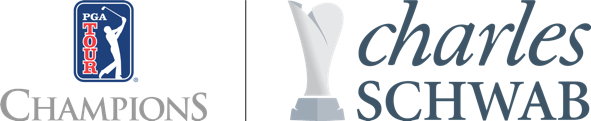 PGA
TOUR
®
CHAMPIONS
charles
SCHWAB